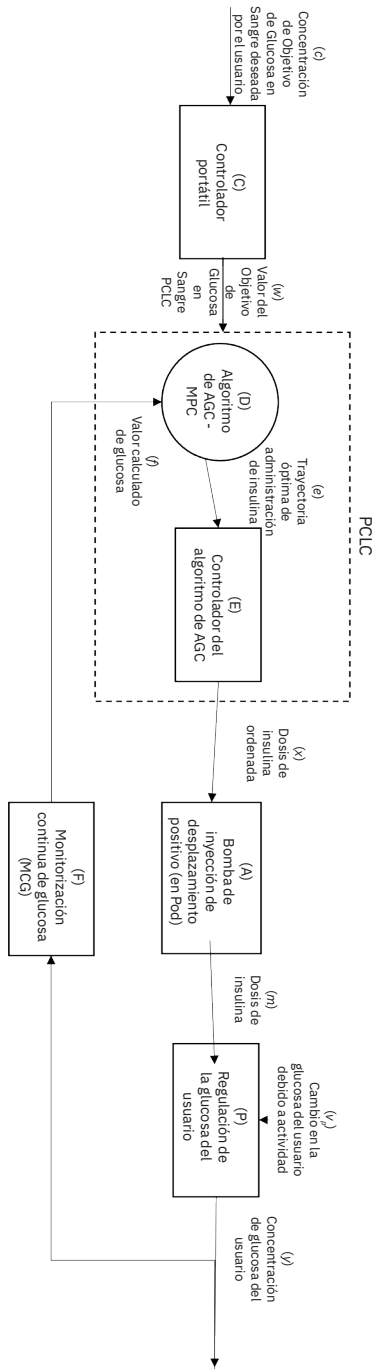 (c)
Concentración
de Objetivo
de Glucosa en
Sangre deseada
por el usuario
(C)
Controlador
portátil
(w)
Valor del
Objetivo
de
Glucosa
en
Sangre
PCLC
PCLC
(D)
Algoritmo
de AGC -
MPC
(e)
Trayectoria
óptima de
administración
de insulina
(f)
Valor calculado
de glucosa
(E)
Controlador del
algoritmo de AGC
(x)
Dosis de
insulina
ordenada
(A)
Bomba de
inyección de
desplazamiento
positivo (en Pod)
(m)
Dosis de
insulina
(vₚ)
Cambio en la
glucosa del usuario
debido a actividad
(P)
Regulación de
la glucosa del
usuario
(y)
Concentración
de glucosa del
usuario
(F)
Monitorización
continua de glucosa
(MCG)